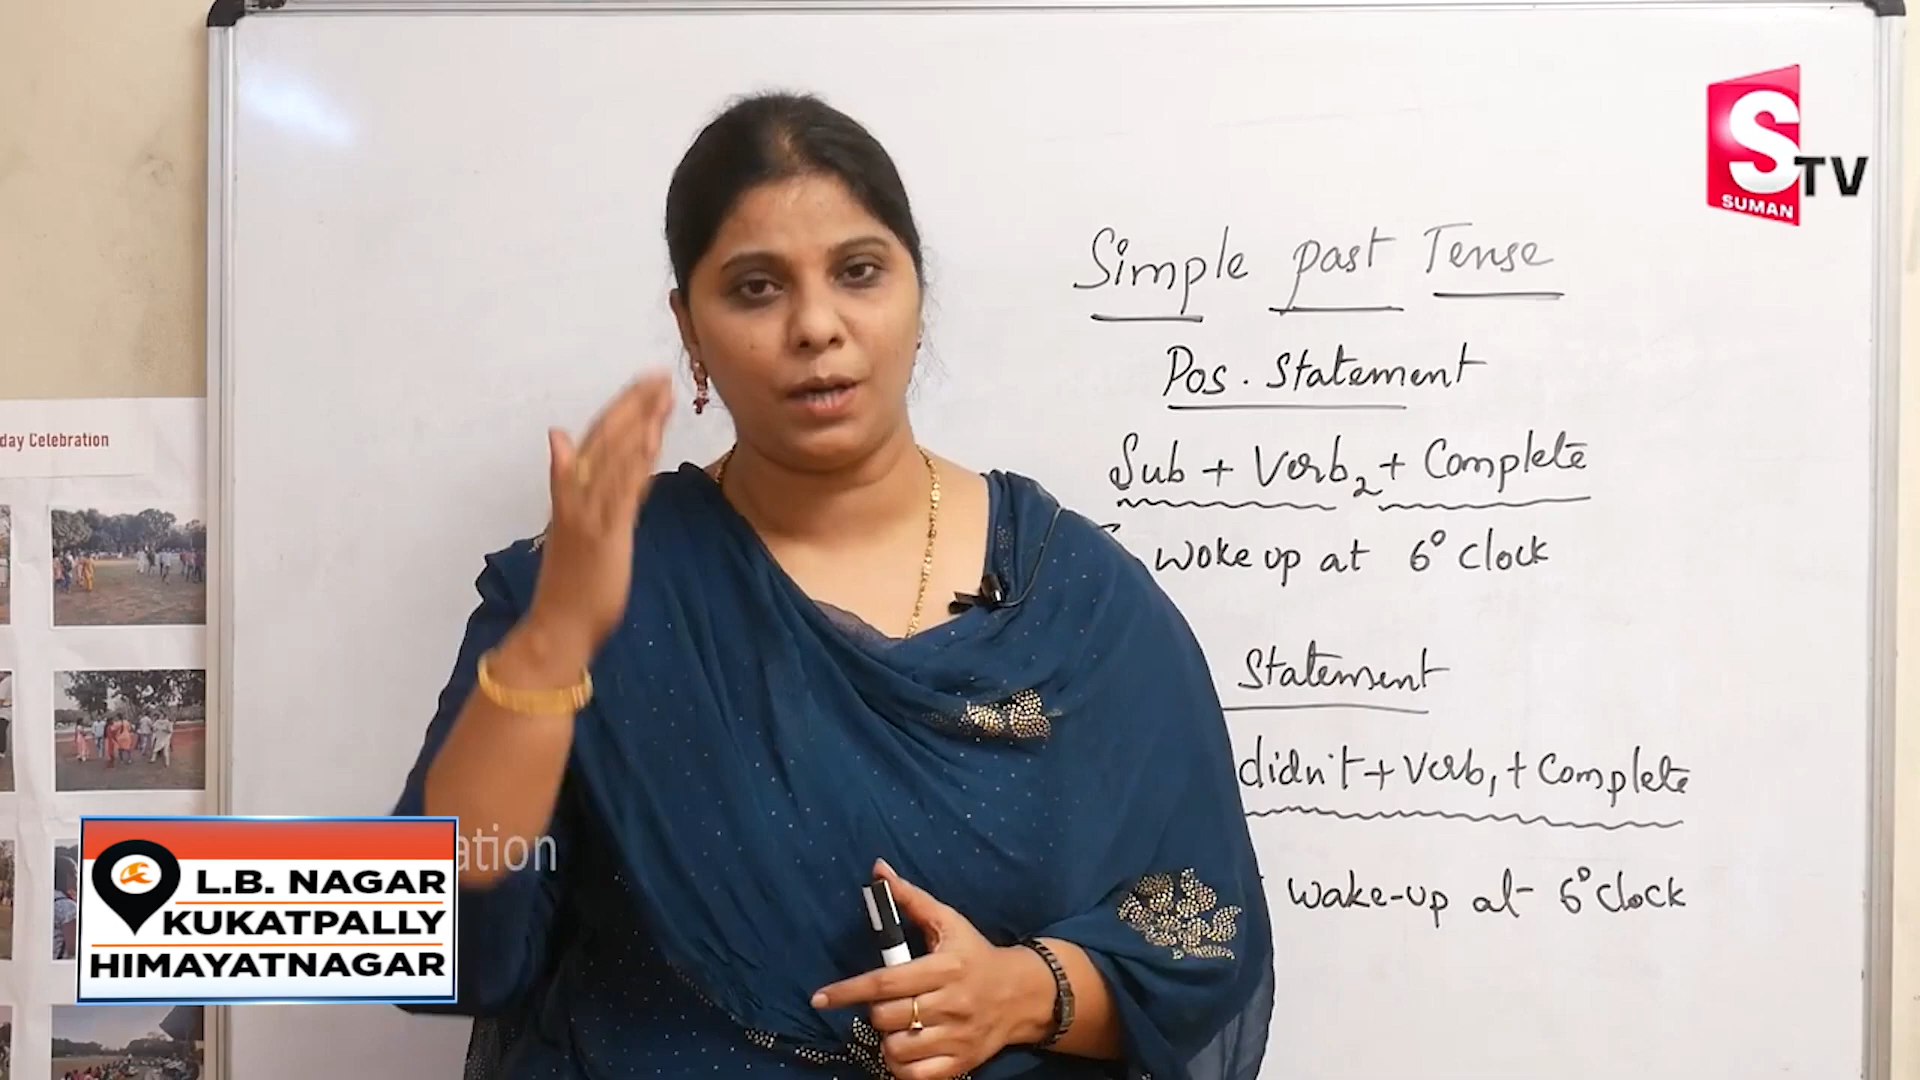 day Celebration
S TV
SUMAN
Simple past Tense
Pos. Statement
Sub + Verb2 + Complete
woke up at 6° clock
Statement
didn't + Verb1 + Complete
wake-up at 6° clock
ation
L.B. NAGAR
KUKATPALLY
HIMAYATNAGAR